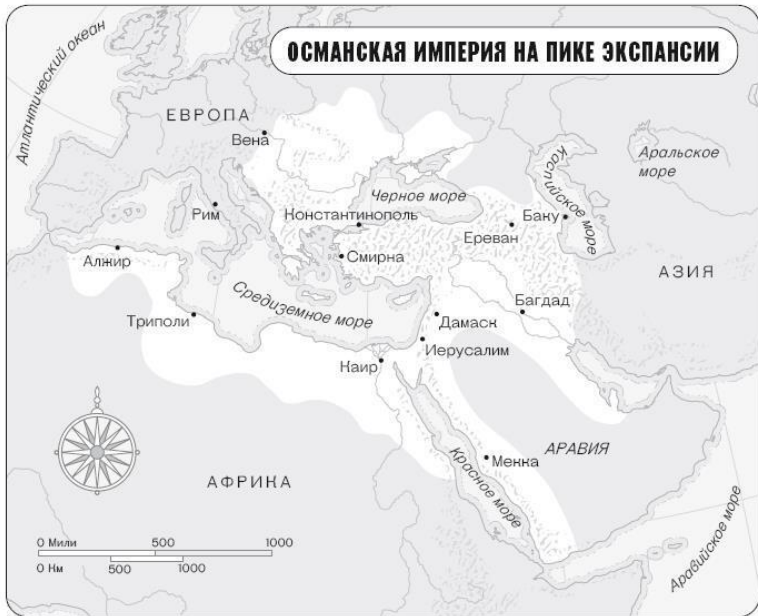 ОСМАНСКАЯ ИМПЕРИЯ НА ПИКЕ ЭКСПАНСИИ
Атлантический океан
ЕВРОПА
Вена
Каспийское море
Аральское
море
Рим
Черное море
Константинополь
Баку
Ереван
Алжир
Смирна
АЗИЯ
Средиземное море
Багдад
Триполи
Дамаск
Иерусалим
Каир
АРАВИЯ
Мекка
Красное море
АФРИКА
Аравийское море
0 Мили 500 1000
0 Км 500 1000